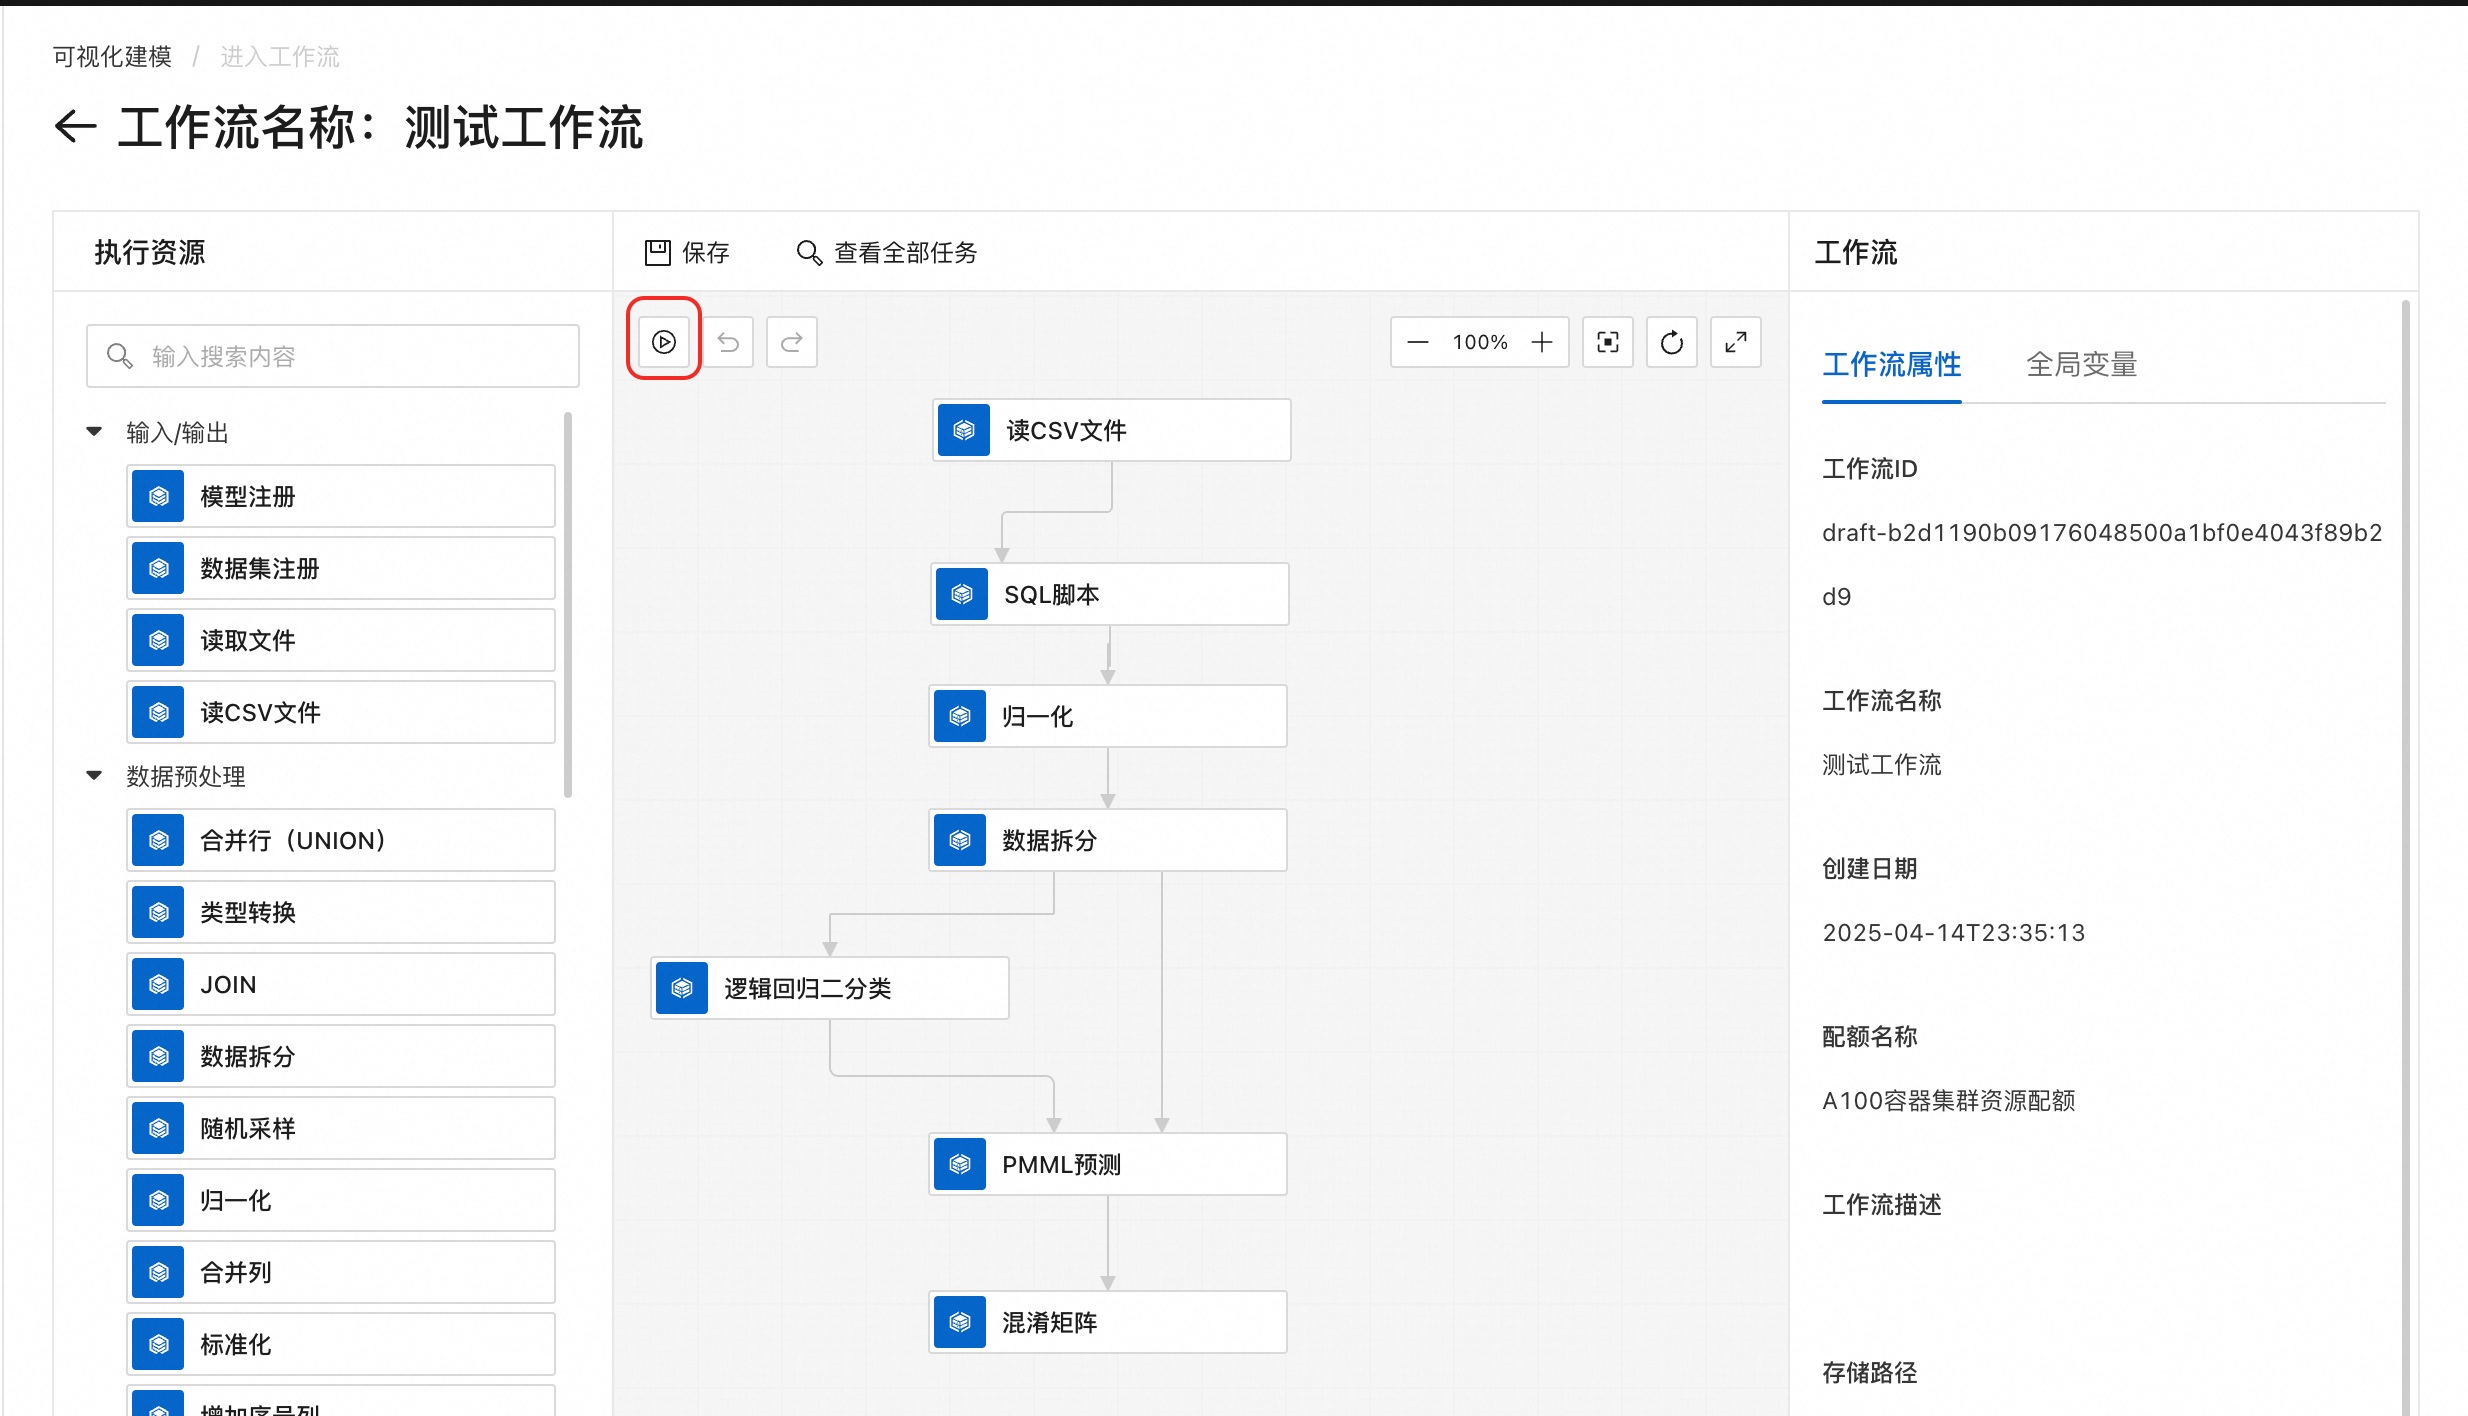 可视化建模 / 进入工作流
工作流名称：测试工作流
执行资源
输入搜索内容
输入/输出
模型注册
数据集注册
读取文件
读CSV文件
数据预处理
合并行（UNION）
类型转换
JOIN
数据拆分
随机采样
归一化
合并列
标准化
增加序号列
保存
查看全部任务
100%
读CSV文件
SQL脚本
归一化
数据拆分
逻辑回归二分类
PMML预测
混淆矩阵
工作流
工作流属性
全局变量
工作流ID
draft-b2d1190b09176048500a1bf0e4043f89b2
d9
工作流名称
测试工作流
创建日期
2025-04-14T23:35:13
配额名称
A100容器集群资源配额
工作流描述
存储路径